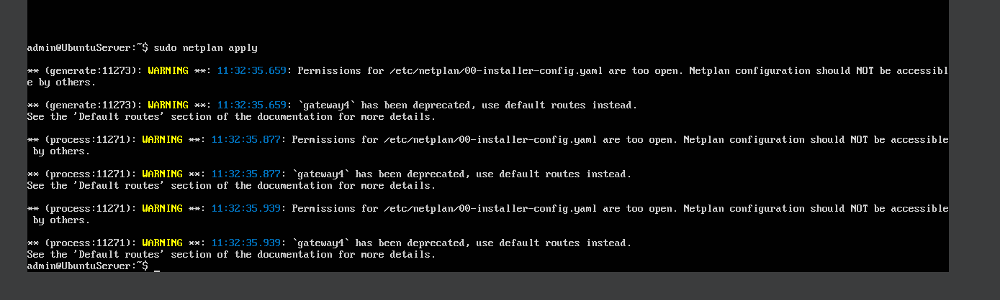 admin@UbuntuServer:~$ sudo netplan apply
** (generate:11273): WARNING **: 11:32:35.659: Permissions for /etc/netplan/00-installer-config.yaml are too open. Netplan configuration should NOT be accessibl
e by others.
** (generate:11273): WARNING **: 11:32:35.659: `gateway4` has been deprecated, use default routes instead.
See the 'Default routes' section of the documentation for more details.
** (process:11271): WARNING **: 11:32:35.877: Permissions for /etc/netplan/00-installer-config.yaml are too open. Netplan configuration should NOT be accessible
 by others.
** (process:11271): WARNING **: 11:32:35.877: `gateway4` has been deprecated, use default routes instead.
See the 'Default routes' section of the documentation for more details.
** (process:11271): WARNING **: 11:32:35.939: Permissions for /etc/netplan/00-installer-config.yaml are too open. Netplan configuration should NOT be accessible
 by others.
** (process:11271): WARNING **: 11:32:35.939: `gateway4` has been deprecated, use default routes instead.
See the 'Default routes' section of the documentation for more details.
admin@UbuntuServer:~$ _